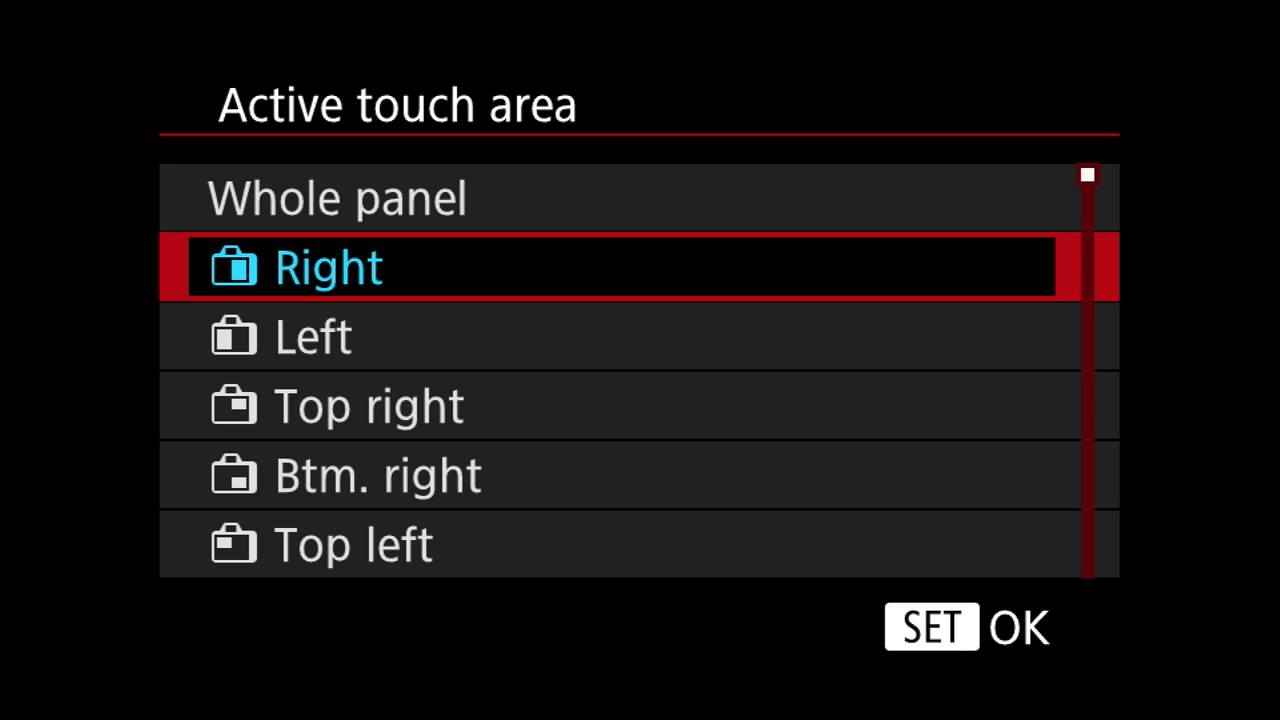 Active touch area
Whole panel
Right
Left
Top right
Btm. right
Top left
SET OK